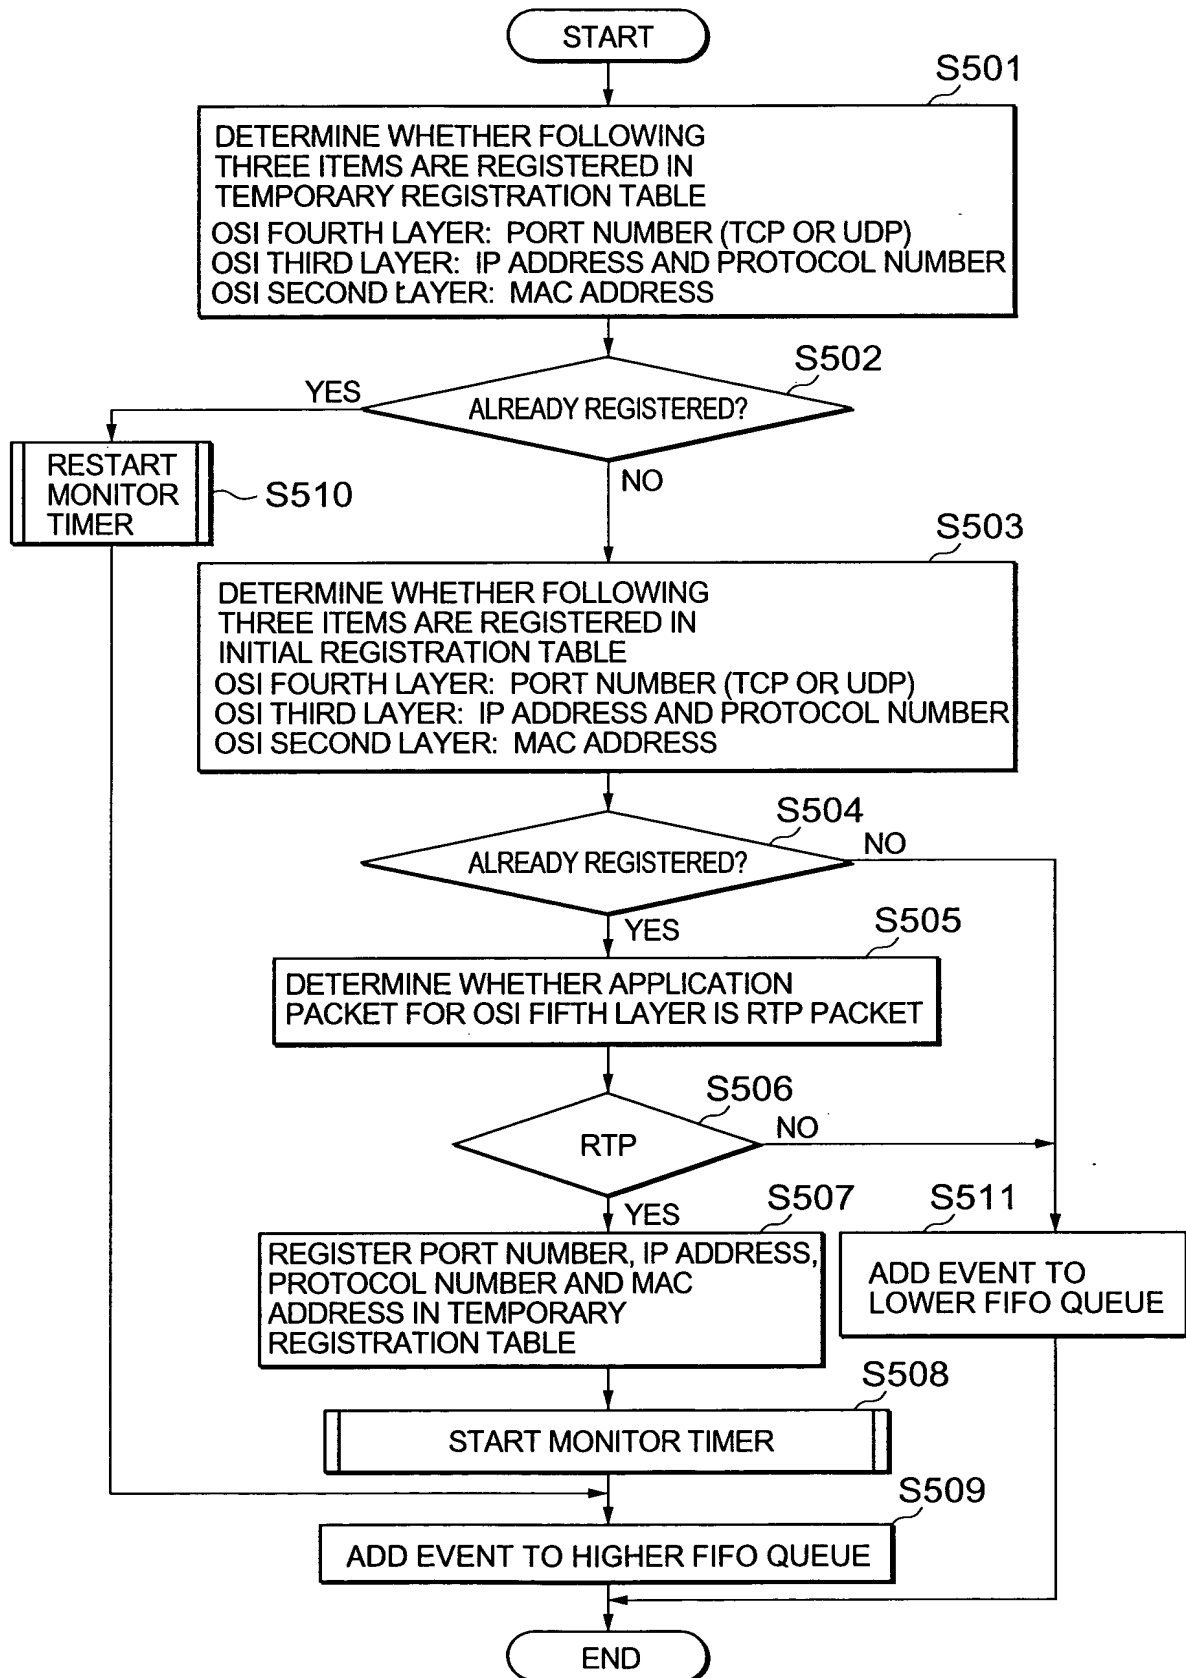 START
S501
DETERMINE WHETHER FOLLOWING
THREE ITEMS ARE REGISTERED IN
TEMPORARY REGISTRATION TABLE
OSI FOURTH LAYER: PORT NUMBER (TCP OR UDP)
OSI THIRD LAYER: IP ADDRESS AND PROTOCOL NUMBER
OSI SECOND LAYER: MAC ADDRESS
S502
YES
ALREADY REGISTERED?
NO
RESTART
MONITOR
TIMER
S510
S503
DETERMINE WHETHER FOLLOWING
THREE ITEMS ARE REGISTERED IN
INITIAL REGISTRATION TABLE
OSI FOURTH LAYER: PORT NUMBER (TCP OR UDP)
OSI THIRD LAYER: IP ADDRESS AND PROTOCOL NUMBER
OSI SECOND LAYER: MAC ADDRESS
S504
ALREADY REGISTERED?
NO
YES
S505
DETERMINE WHETHER APPLICATION
PACKET FOR OSI FIFTH LAYER IS RTP PACKET
S506
RTP
NO
YES
S507
REGISTER PORT NUMBER, IP ADDRESS,
PROTOCOL NUMBER AND MAC
ADDRESS IN TEMPORARY
REGISTRATION TABLE
S511
ADD EVENT TO
LOWER FIFO QUEUE
S508
START MONITOR TIMER
S509
ADD EVENT TO HIGHER FIFO QUEUE
END